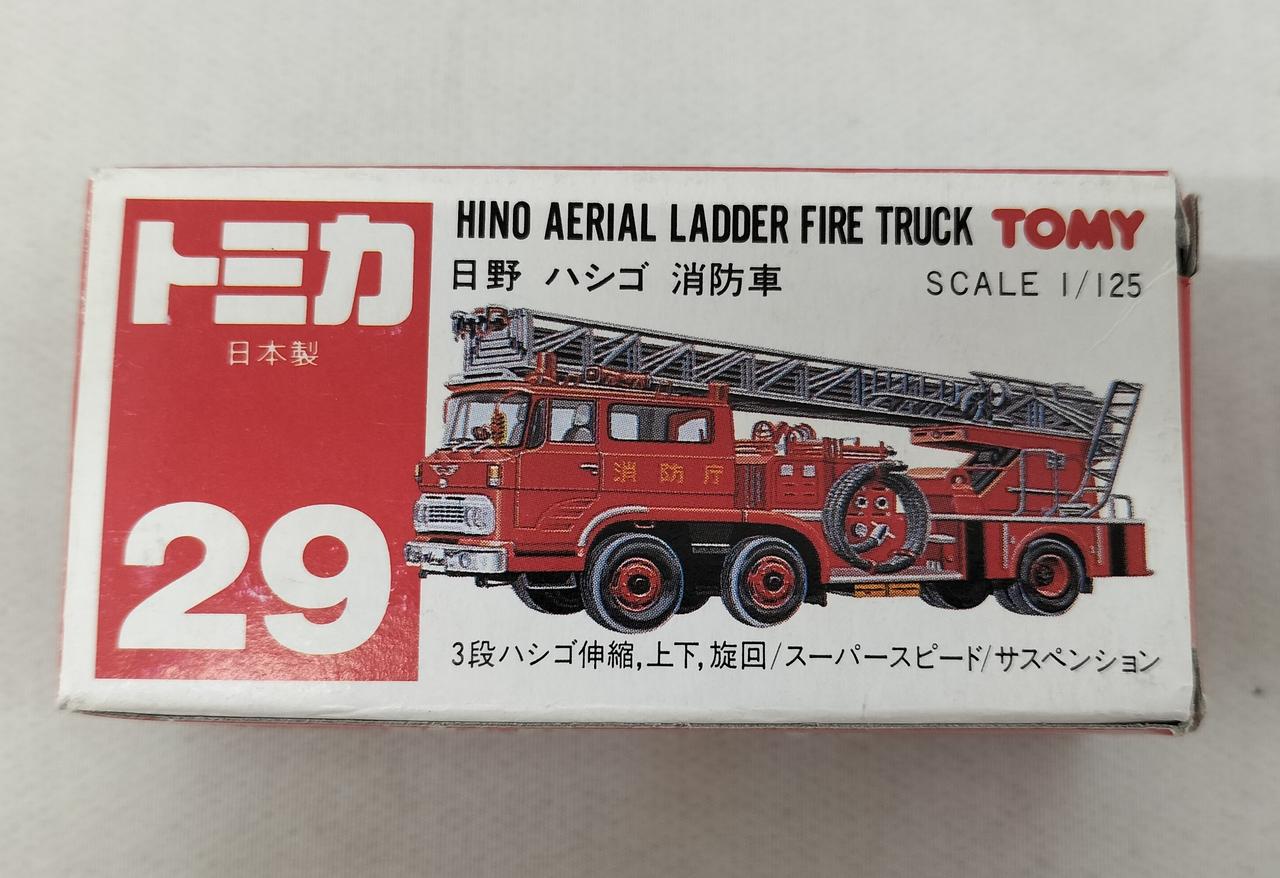 トミカ
日本製
29
HINO AERIAL LADDER FIRE TRUCK TOMY
日野 ハシゴ 消防車 SCALE 1/125
消防庁
3段ハシゴ伸縮,上下,旋回/スーパースピード/サスペンション